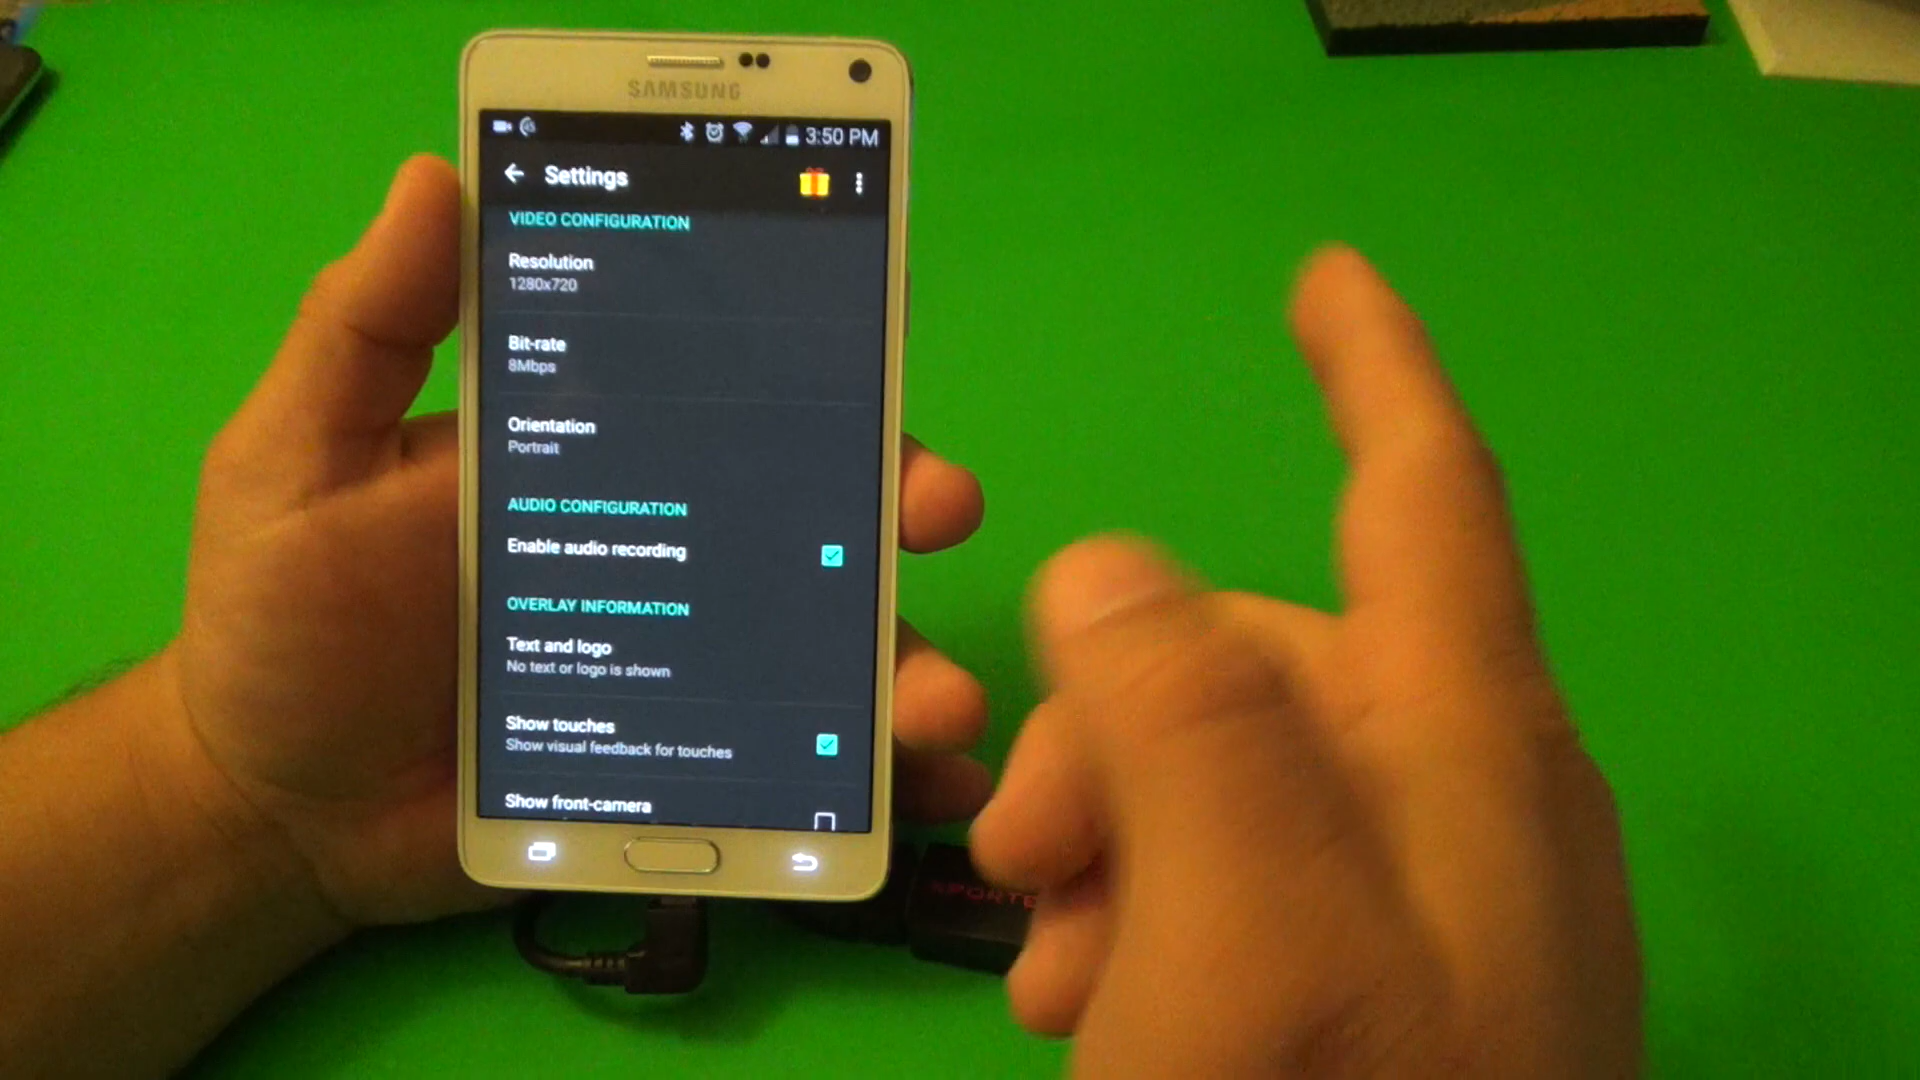 SAMSUNG
3:50 PM
Settings
VIDEO CONFIGURATION
Resolution
1280x720
Bit-rate
8Mbps
Orientation
Portrait
AUDIO CONFIGURATION
Enable audio recording
OVERLAY INFORMATION
Text and logo
No text or logo is shown
Show touches
Show visual feedback for touches
Show front-camera